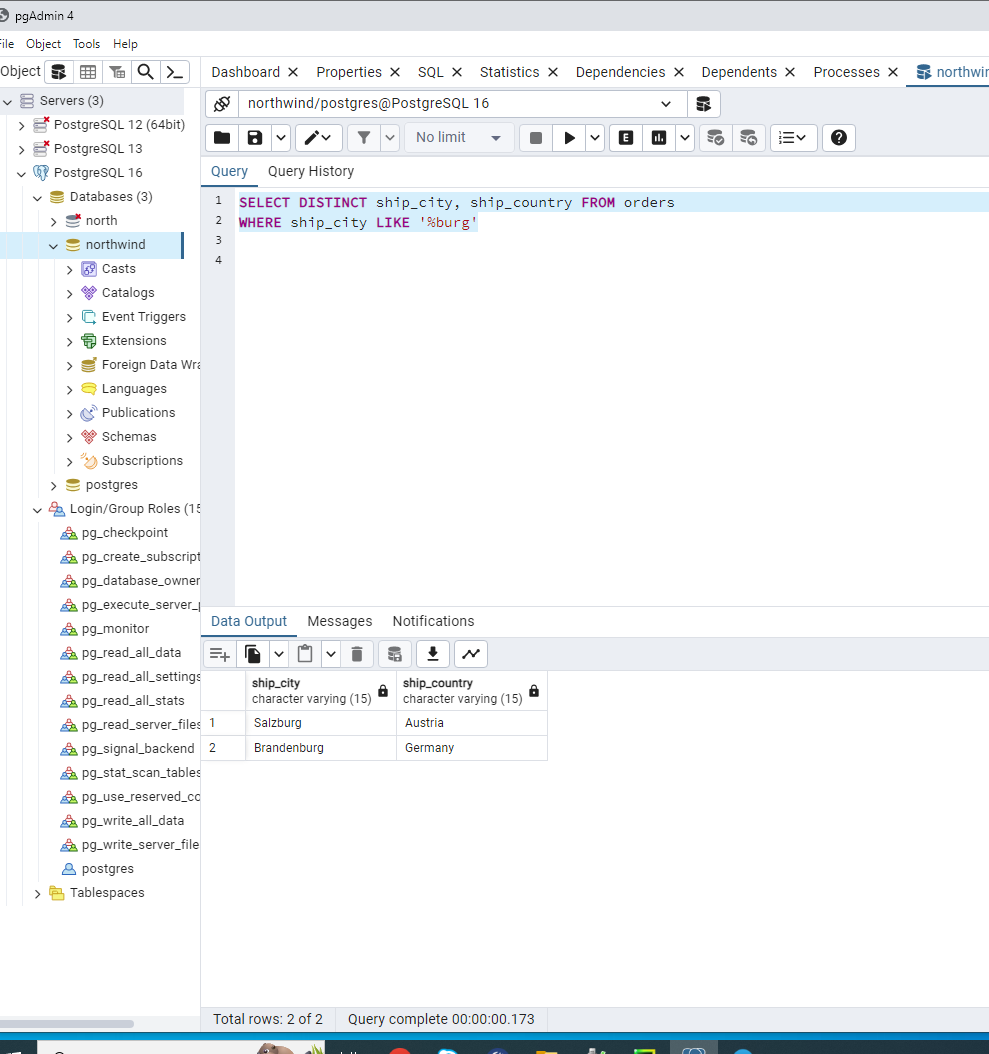 pgAdmin 4
File Object Tools Help
Object
Dashboard Properties SQL Statistics Dependencies Dependents Processes
Servers (3)
PostgreSQL 12 (64bit)
PostgreSQL 13
PostgreSQL 16
Databases (3)
north
northwind
Casts
Catalogs
Event Triggers
Extensions
Foreign Data Wra
Languages
Publications
Schemas
Subscriptions
postgres
Login/Group Roles (15
pg_checkpoint
pg_create_subscript
pg_database_owner
pg_execute_server_p
pg_monitor
pg_read_all_data
pg_read_all_settings
pg_read_all_stats
pg_read_server_files
pg_signal_backend
pg_stat_scan_tables
pg_use_reserved_co
pg_write_all_data
pg_write_server_file
postgres
Tablespaces
northwind/postgres@PostgreSQL 16
No limit
E
Query Query History
1 SELECT DISTINCT ship_city, ship_country FROM orders
2 WHERE ship_city LIKE '%burg'
3
4
Data Output Messages Notifications
ship_city ship_country
character varying (15) character varying (15)
1 Salzburg Austria
2 Brandenburg Germany
Total rows: 2 of 2 Query complete 00:00:00.173